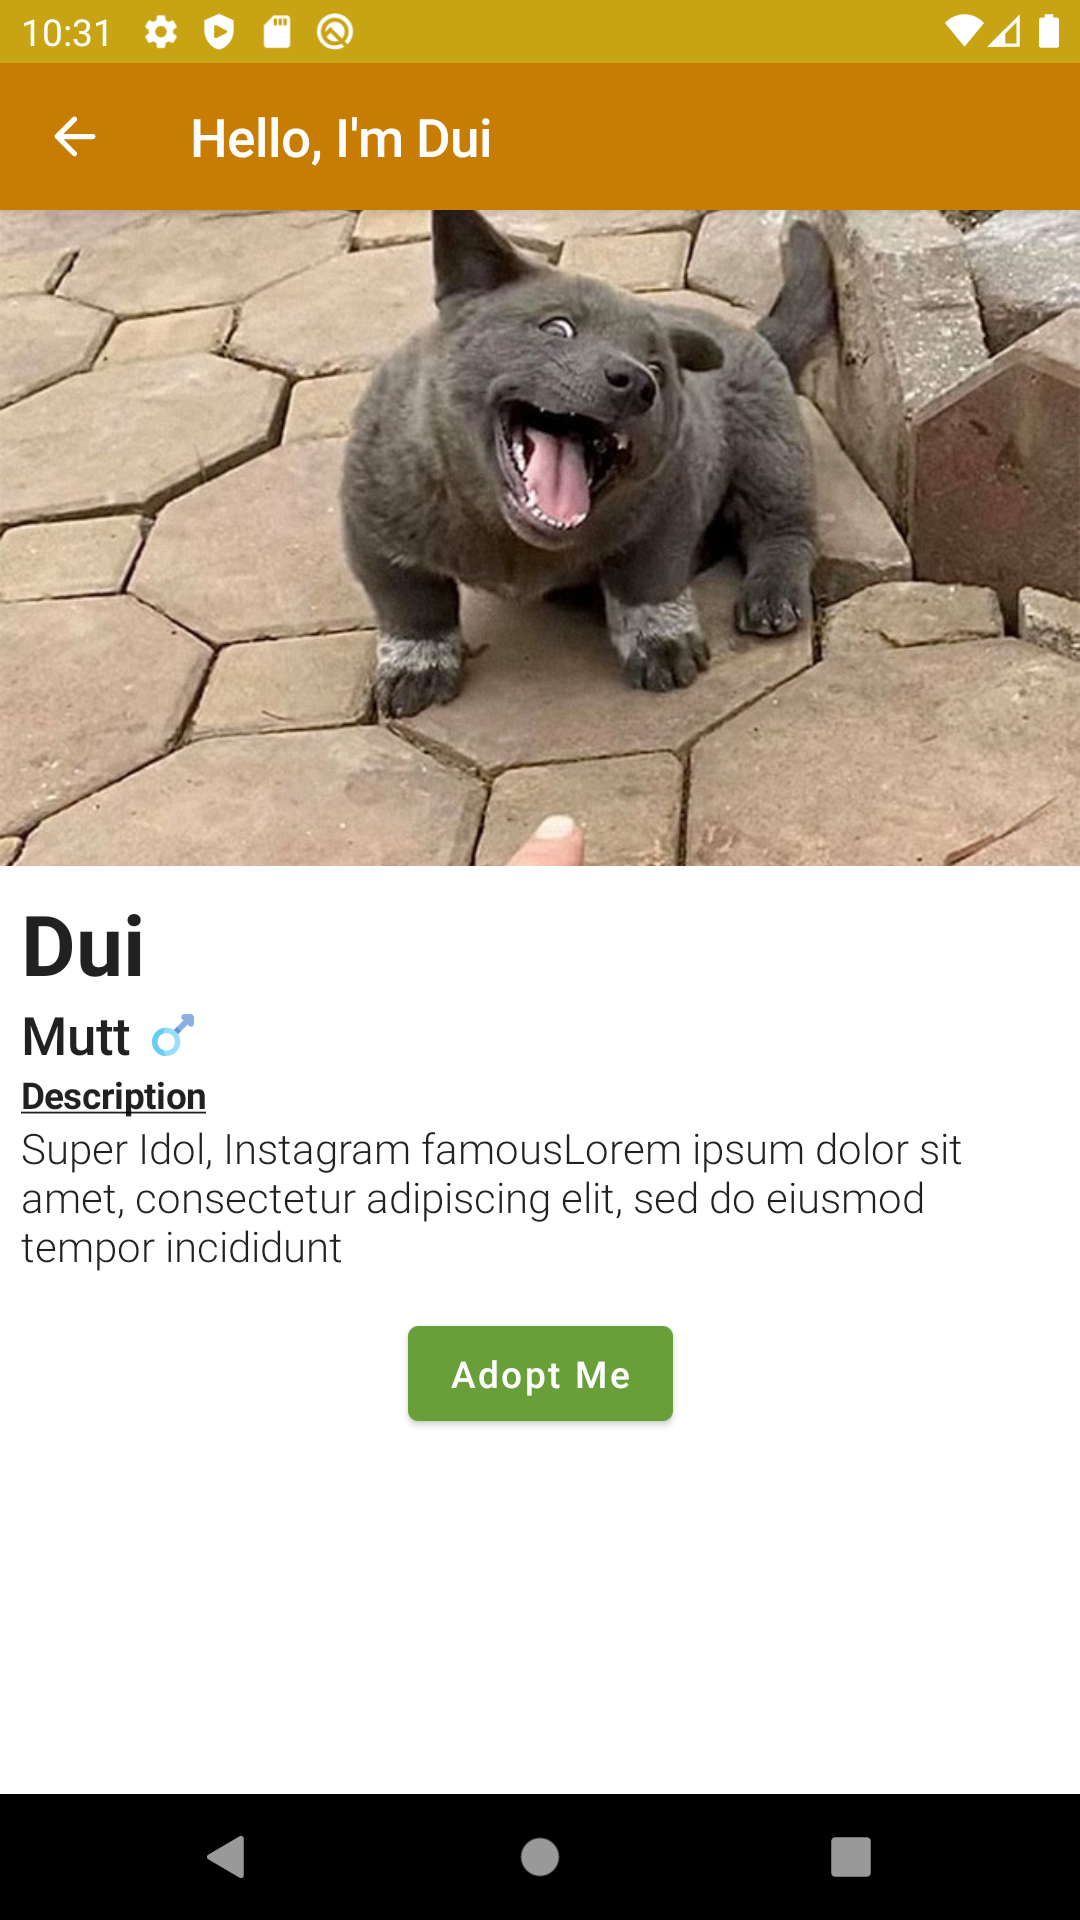 10:31
Hello, I'm Dui
Dui
Mutt
Description
Super Idol, Instagram famousLorem ipsum dolor sit
amet, consectetur adipiscing elit, sed do eiusmod
tempor incididunt
Adopt Me